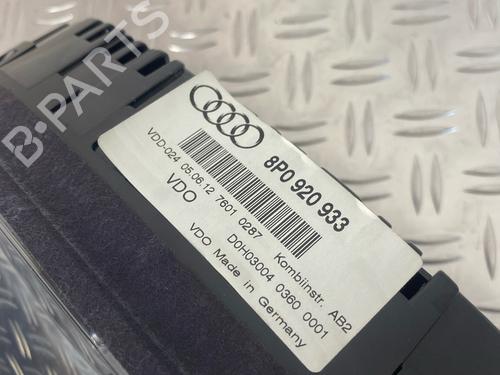 B-PARTS
8P0 920 933
VDD-024 05.06.12 7601 0287 Kombiinstr. AB2
VDO D0H03004 0360 0001
VDO Made in Germany